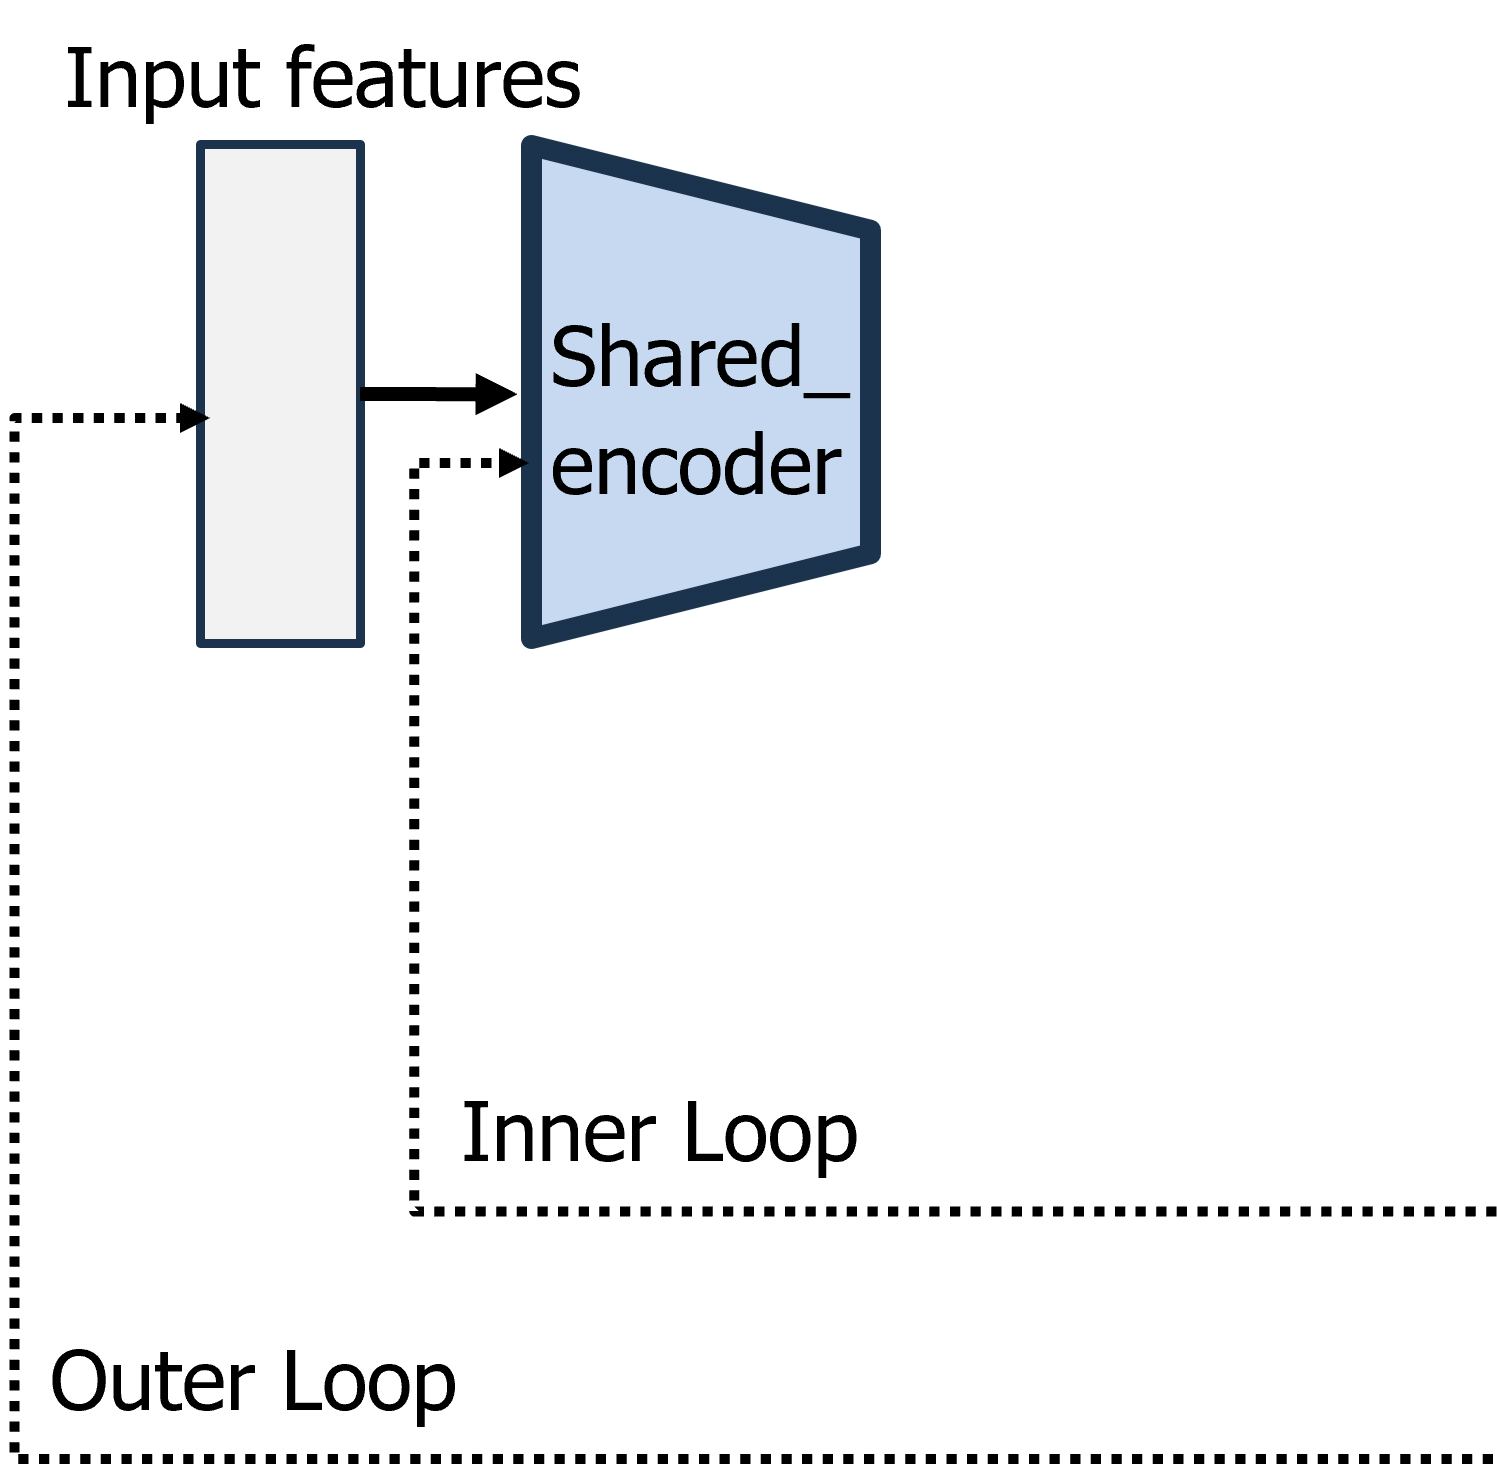 Input features
Shared_
encoder
Inner Loop
Outer Loop